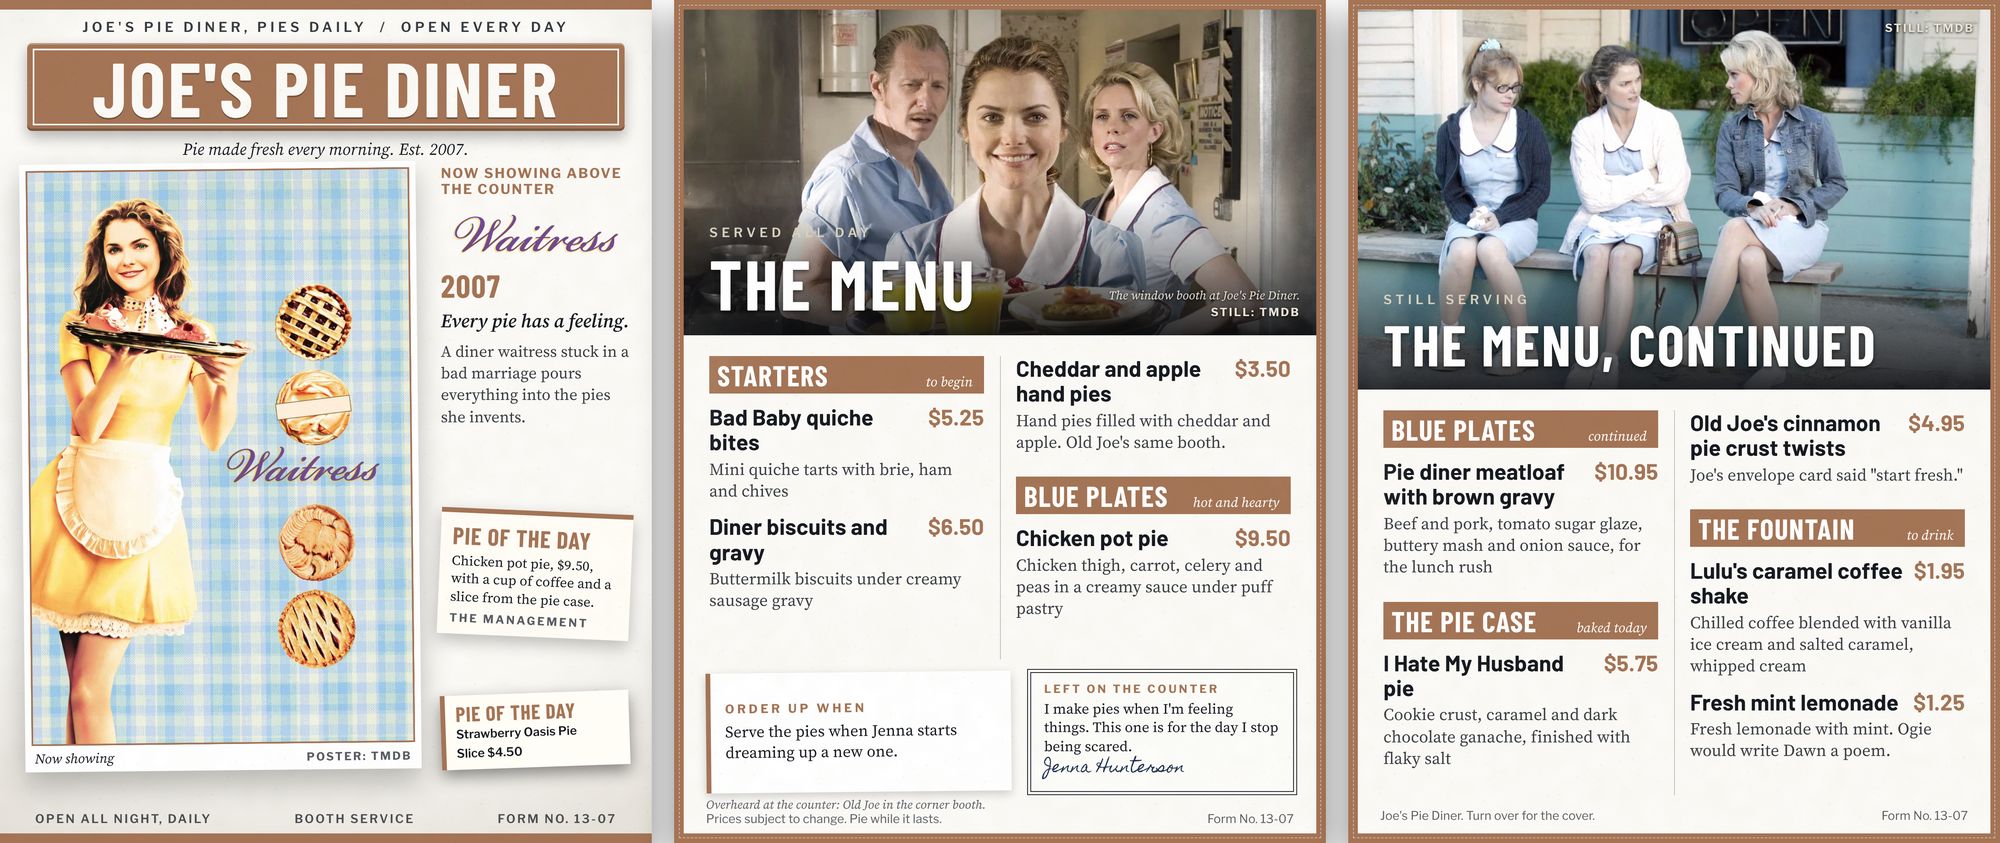 JOE'S PIE DINER, PIES DAILY / OPEN EVERY DAY
JOE'S PIE DINER
Pie made fresh every morning. Est. 2007.
NOW SHOWING ABOVE
THE COUNTER
Waitress
2007
Every pie has a feeling.
A diner waitress stuck in a
bad marriage pours
everything into the pies
she invents.
Waitress
PIE OF THE DAY
Chicken pot pie, $9.50,
with a cup of coffee and a
slice from the pie case.
THE MANAGEMENT
PIE OF THE DAY
Strawberry Oasis Pie
Slice $4.50
Now showing
POSTER: TMDB
OPEN ALL NIGHT, DAILY
BOOTH SERVICE
FORM NO. 13-07
NOTICE
SERVED ALL DAY
THE MENU
The window booth at Joe's Pie Diner.
STILL: TMDB
STARTERS
to begin
Bad Baby quiche
bites
$5.25
Mini quiche tarts with brie, ham
and chives
Diner biscuits and
gravy
$6.50
Buttermilk biscuits under creamy
sausage gravy
Cheddar and apple
hand pies
$3.50
Hand pies filled with cheddar and
apple. Old Joe's same booth.
BLUE PLATES
hot and hearty
Chicken pot pie
$9.50
Chicken thigh, carrot, celery and
peas in a creamy sauce under puff
pastry
ORDER UP WHEN
Serve the pies when Jenna starts
dreaming up a new one.
LEFT ON THE COUNTER
I make pies when I'm feeling
things. This one is for the day I stop
being scared.
Jenna Hunterson
Overheard at the counter: Old Joe in the corner booth.
Prices subject to change. Pie while it lasts.
Form No. 13-07
OPEN
STILL: TMDB
STILL SERVING
THE MENU, CONTINUED
BLUE PLATES
continued
Pie diner meatloaf
with brown gravy
$10.95
Beef and pork, tomato sugar glaze,
buttery mash and onion sauce, for
the lunch rush
THE PIE CASE
baked today
I Hate My Husband
pie
$5.75
Cookie crust, caramel and dark
chocolate ganache, finished with
flaky salt
Old Joe's cinnamon
pie crust twists
$4.95
Joe's envelope card said "start fresh."
THE FOUNTAIN
to drink
Lulu's caramel coffee
shake
$1.95
Chilled coffee blended with vanilla
ice cream and salted caramel,
whipped cream
Fresh mint lemonade
$1.25
Fresh lemonade with mint. Ogie
would write Dawn a poem.
Joe's Pie Diner. Turn over for the cover.
Form No. 13-07